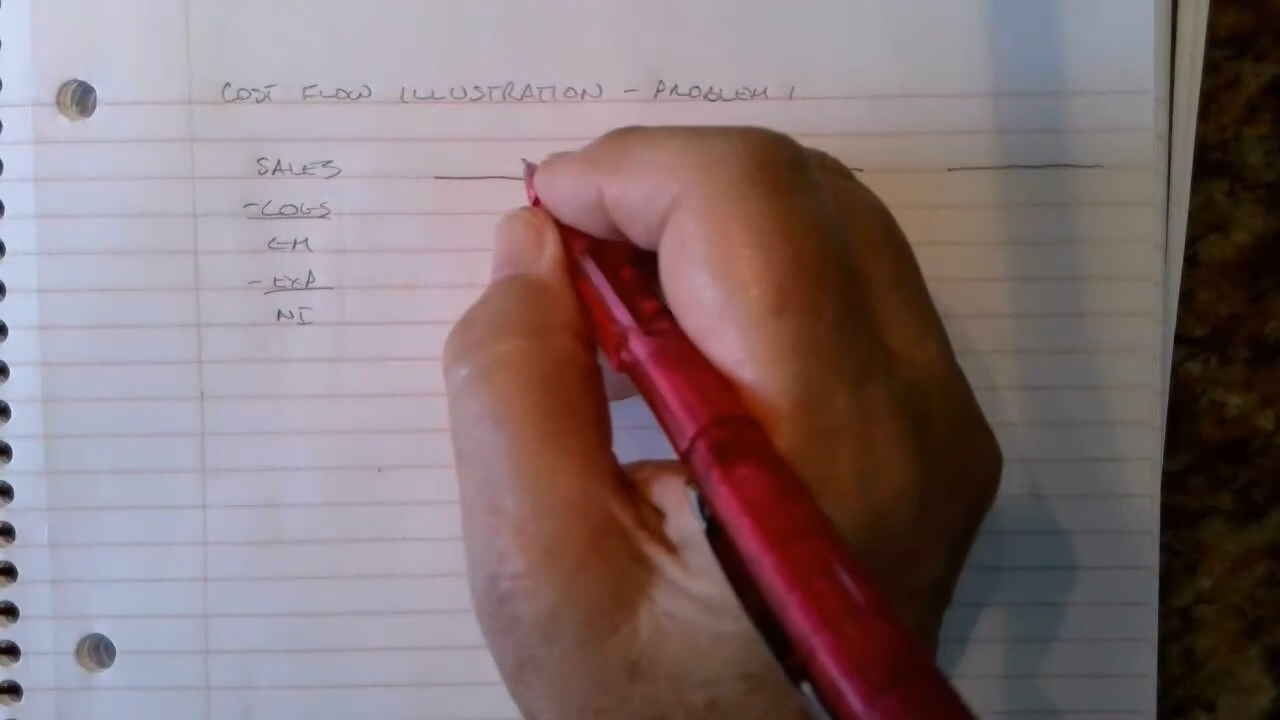 COST FLOW ILLUSTRATION - PROBLEM 1
SALES
-COGS
GM
-EXP
NI